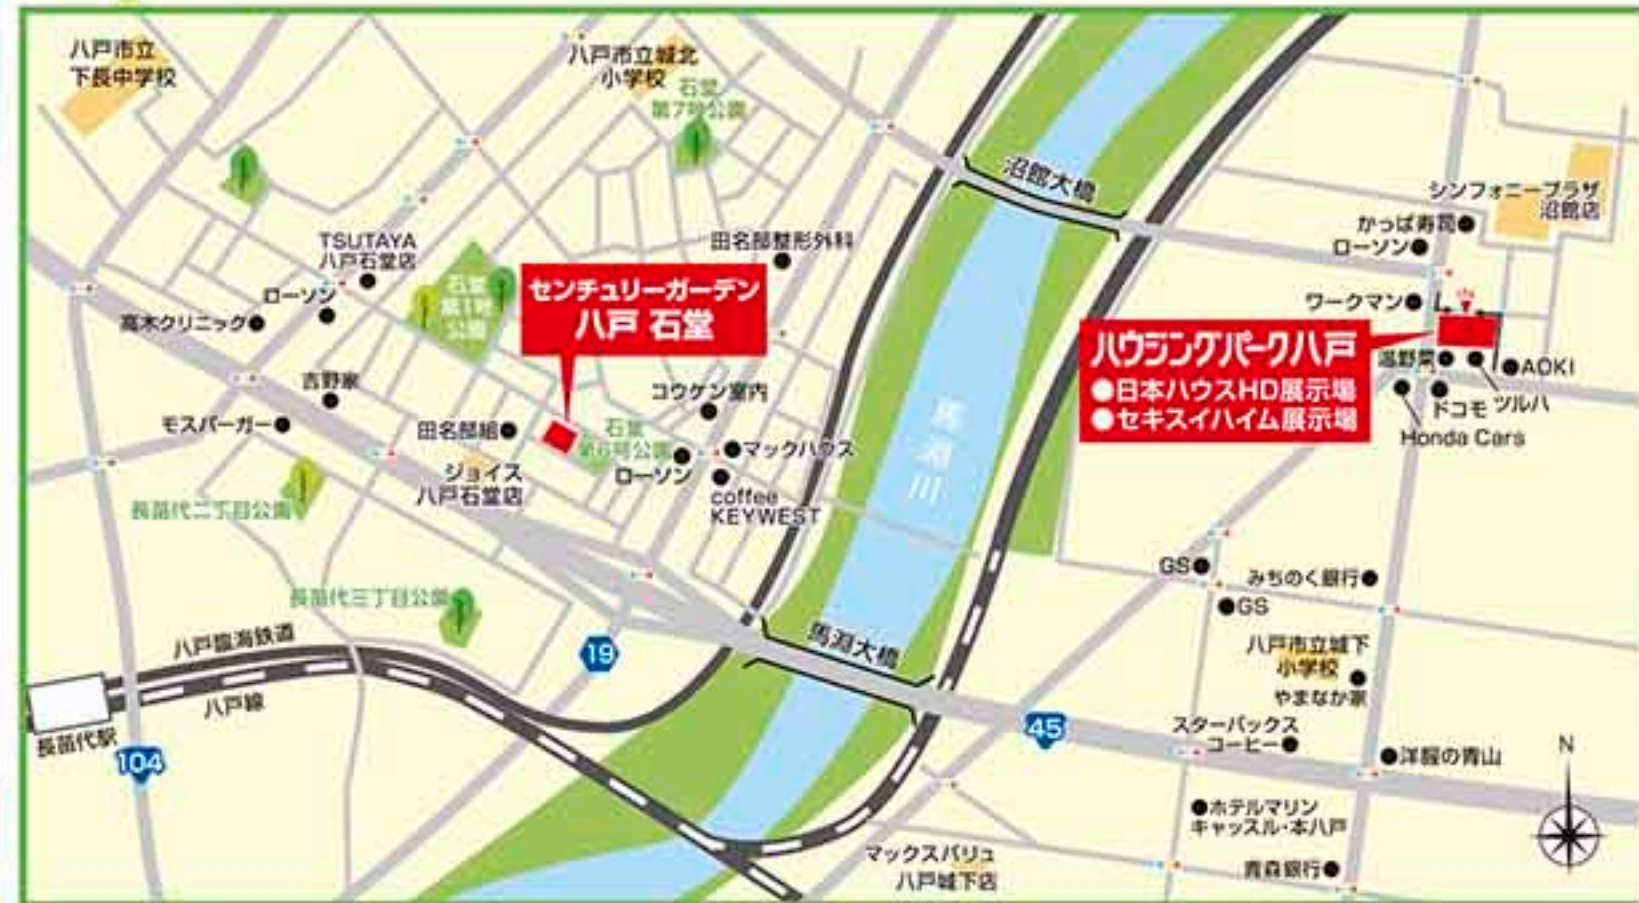 八戸市立
下長中学校
八戸市立城北
小学校
石堂
第7号公園
沼館大橋
シンフォニープラザ
沼館店
かっぱ寿司
ローソン
ワークマン
TSUTAYA
八戸石堂店
ローソン
高木クリニック
石堂
第1号
公園
田名部整形外科
センチュリーガーデン
八戸 石堂
ハウジングパーク八戸
●日本ハウスHD展示場
●セキスイハイム展示場
温野菜
AOKI
ドコモ
ツルハ
Honda Cars
吉野家
モスバーガー
田名部組
コウケン室内
石堂
第6号公園
ローソン
マックハウス
coffee
KEYWEST
ジョイス
八戸石堂店
馬淵川
長苗代二丁目公園
長苗代三丁目公園
GS
みちのく銀行
GS
八戸市立城下
小学校
やまなか家
八戸臨海鉄道
八戸線
長苗代駅
104
19
馬淵大橋
45
スターバックス
コーヒー
洋服の青山
N
ホテルマリン
キャッスル・本八戸
マックスバリュ
八戸城下店
青森銀行